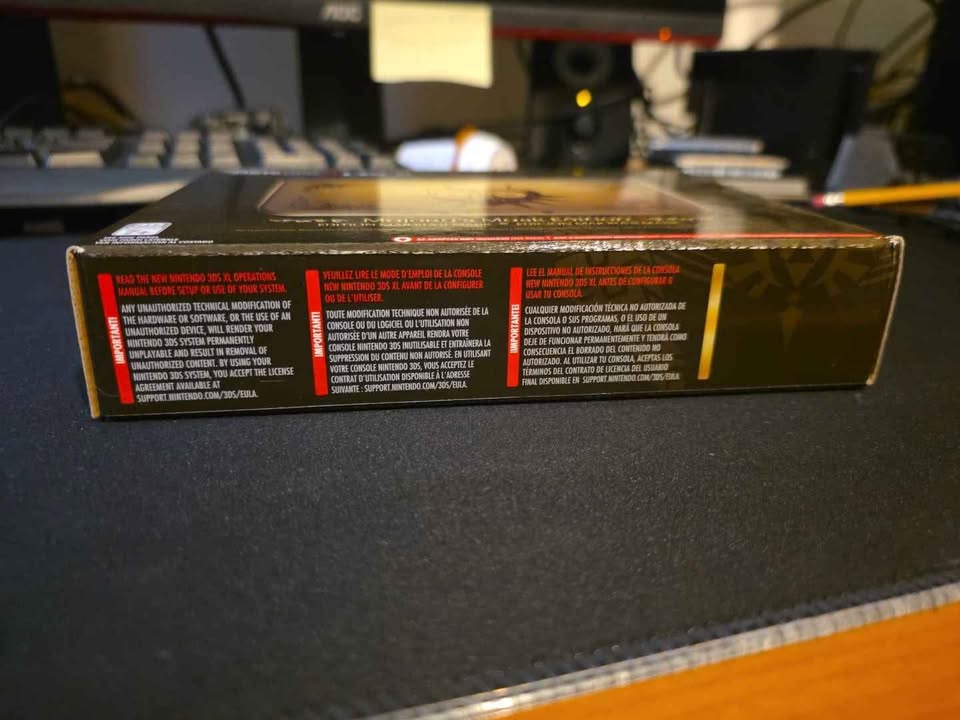 AOC
IMPORTANT!
READ THE NEW NINTENDO 3DS XL OPERATIONS
MANUAL BEFORE SETUP OR USE OF YOUR SYSTEM.
ANY UNAUTHORIZED TECHNICAL MODIFICATION OF
THE HARDWARE OR SOFTWARE, OR THE USE OF AN
UNAUTHORIZED DEVICE, WILL RENDER YOUR
NINTENDO 3DS SYSTEM PERMANENTLY
UNPLAYABLE AND RESULT IN REMOVAL OF
UNAUTHORIZED CONTENT. BY USING YOUR
NINTENDO 3DS SYSTEM, YOU ACCEPT THE LICENSE
AGREEMENT AVAILABLE AT
SUPPORT.NINTENDO.COM/3DS/EULA.
IMPORTANT!
VEUILLEZ LIRE LE MODE D'EMPLOI DE LA CONSOLE
NEW NINTENDO 3DS XL AVANT DE LA CONFIGURER
OU DE L'UTILISER.
TOUTE MODIFICATION TECHNIQUE NON AUTORISÉE DE LA
CONSOLE OU DU LOGICIEL OU L'UTILISATION NON
AUTORISÉE D'UN AUTRE APPAREIL RENDRA VOTRE
CONSOLE NINTENDO 3DS INUTILISABLE ET ENTRAÎNERA LA
SUPPRESSION DU CONTENU NON AUTORISÉ. EN UTILISANT
VOTRE CONSOLE NINTENDO 3DS, VOUS ACCEPTEZ LE
CONTRAT D'UTILISATION DISPONIBLE À L'ADRESSE
SUIVANTE : SUPPORT.NINTENDO.COM/3DS/EULA.
IMPORTANTE!
LEE EL MANUAL DE INSTRUCCIONES DE LA CONSOLA
NEW NINTENDO 3DS XL ANTES DE CONFIGURAR O
USAR TU CONSOLA.
CUALQUIER MODIFICACIÓN TÉCNICA NO AUTORIZADA DE
LA CONSOLA O SUS PROGRAMAS, O EL USO DE UN
DISPOSITIVO NO AUTORIZADO, HARÁ QUE LA CONSOLA
DEJE DE FUNCIONAR PERMANENTEMENTE Y TENDRÁ COMO
CONSECUENCIA EL BORRADO DEL CONTENIDO NO
AUTORIZADO. AL UTILIZAR TU CONSOLA, ACEPTAS LOS
TÉRMINOS DEL CONTRATO DE LICENCIA DEL USUARIO
FINAL DISPONIBLE EN SUPPORT.NINTENDO.COM/3DS/EULA.